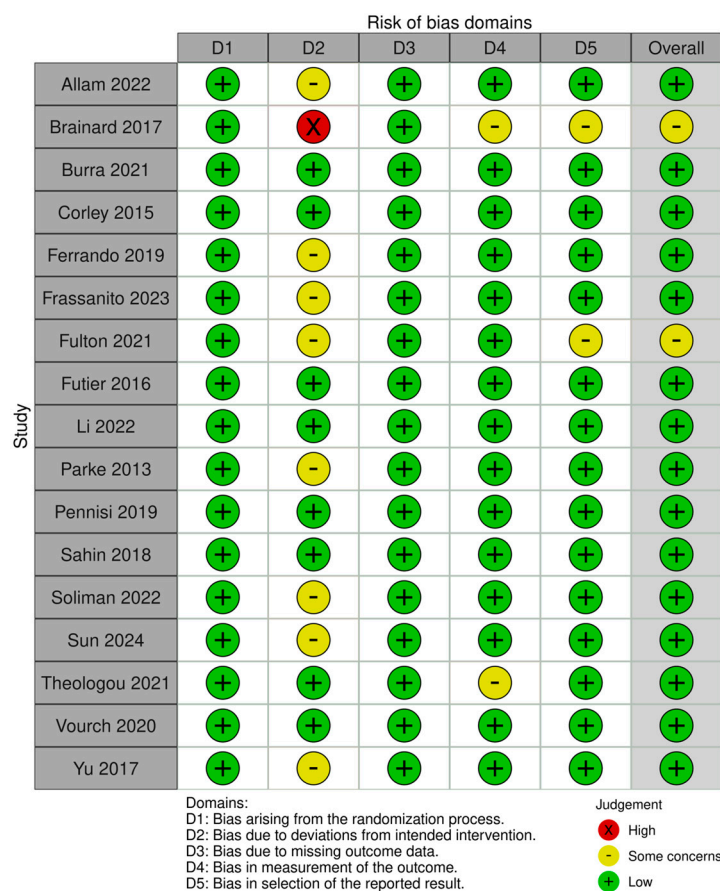 Risk of bias domains
D1 D2 D3 D4 D5 Overall
Study
Allam 2022 + - + + + +
Brainard 2017 + X + - - -
Burra 2021 + + + + + +
Corley 2015 + + + + + +
Ferrando 2019 + - + + + +
Frassanito 2023 + - + + + +
Fulton 2021 + - + + - -
Futier 2016 + + + + + +
Li 2022 + + + + + +
Parke 2013 + - + + + +
Pennisi 2019 + + + + + +
Sahin 2018 + + + + + +
Soliman 2022 + - + + + +
Sun 2024 + - + + + +
Theologou 2021 + + + - + +
Vourch 2020 + + + + + +
Yu 2017 + - + + + +
Domains:
D1: Bias arising from the randomization process.
D2: Bias due to deviations from intended intervention.
D3: Bias due to missing outcome data.
D4: Bias in measurement of the outcome.
D5: Bias in selection of the reported result.
Judgement
X High
- Some concerns
+ Low